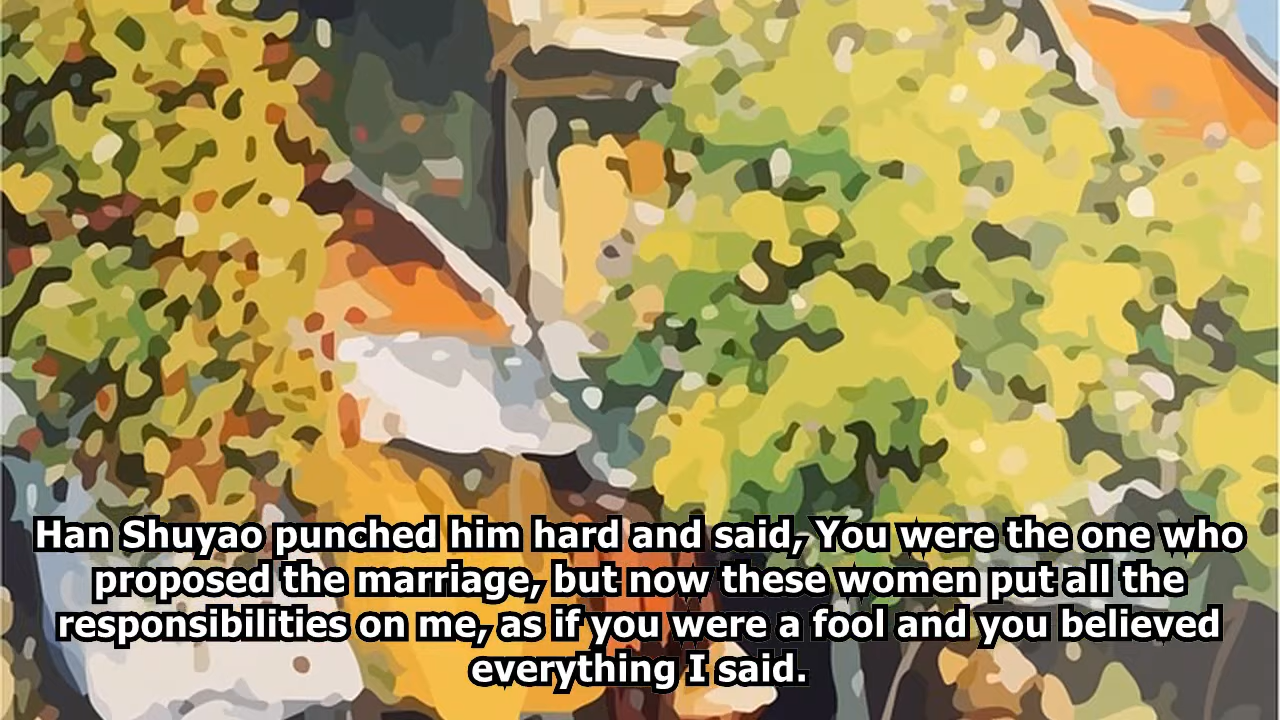 Han Shuyao punched him hard and said, You were the one who
proposed the marriage, but now these women put all the
responsibilities on me, as if you were a fool and you believed
everything I said.